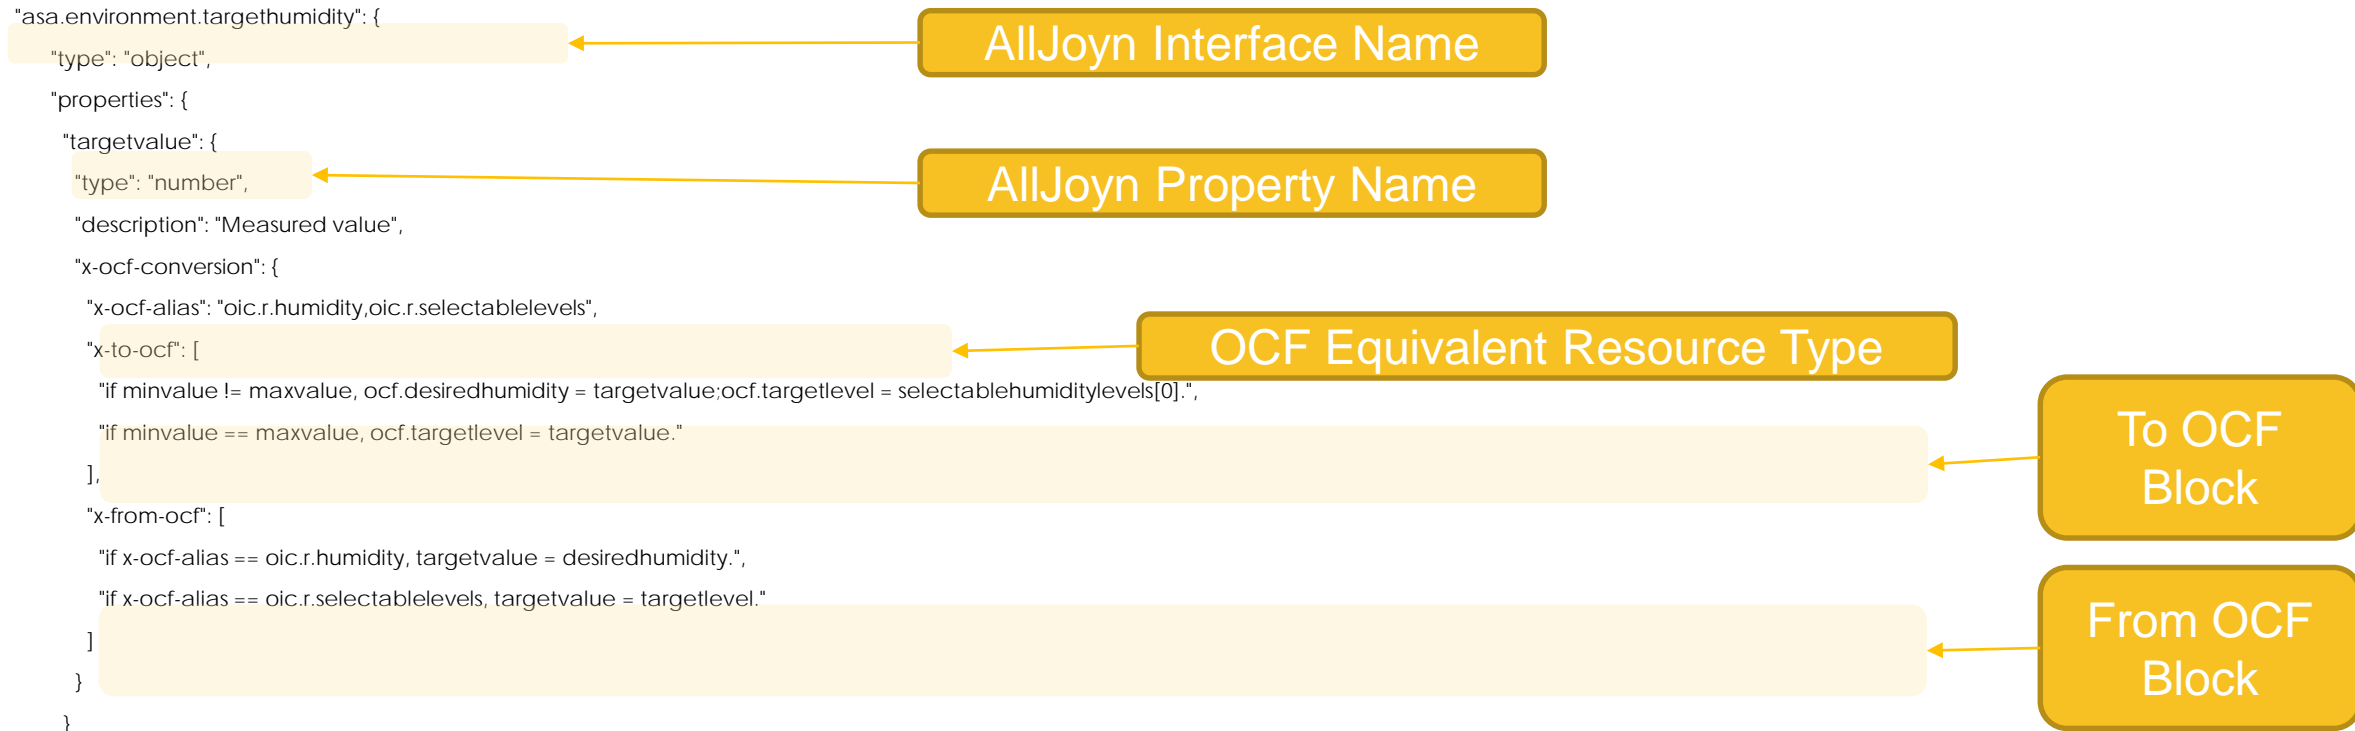 "asa.environment.targethumidity": {
AllJoyn Interface Name
"type": "object",
"properties": {
"targetvalue": {
"type": "number",
AllJoyn Property Name
"description": "Measured value",
"x-ocf-conversion": {
"x-ocf-alias": "oic.r.humidity,oic.r.selectablelevels",
"x-to-ocf": [
OCF Equivalent Resource Type
"if minvalue != maxvalue, ocf.desiredhumidity = targetvalue;ocf.targetlevel = selectablehumiditylevels[0].",
"if minvalue == maxvalue, ocf.targetlevel = targetvalue."
To OCF
Block
],
"x-from-ocf": [
"if x-ocf-alias == oic.r.humidity, targetvalue = desiredhumidity.",
"if x-ocf-alias == oic.r.selectablelevels, targetvalue = targetlevel."
From OCF
Block
]
}
}